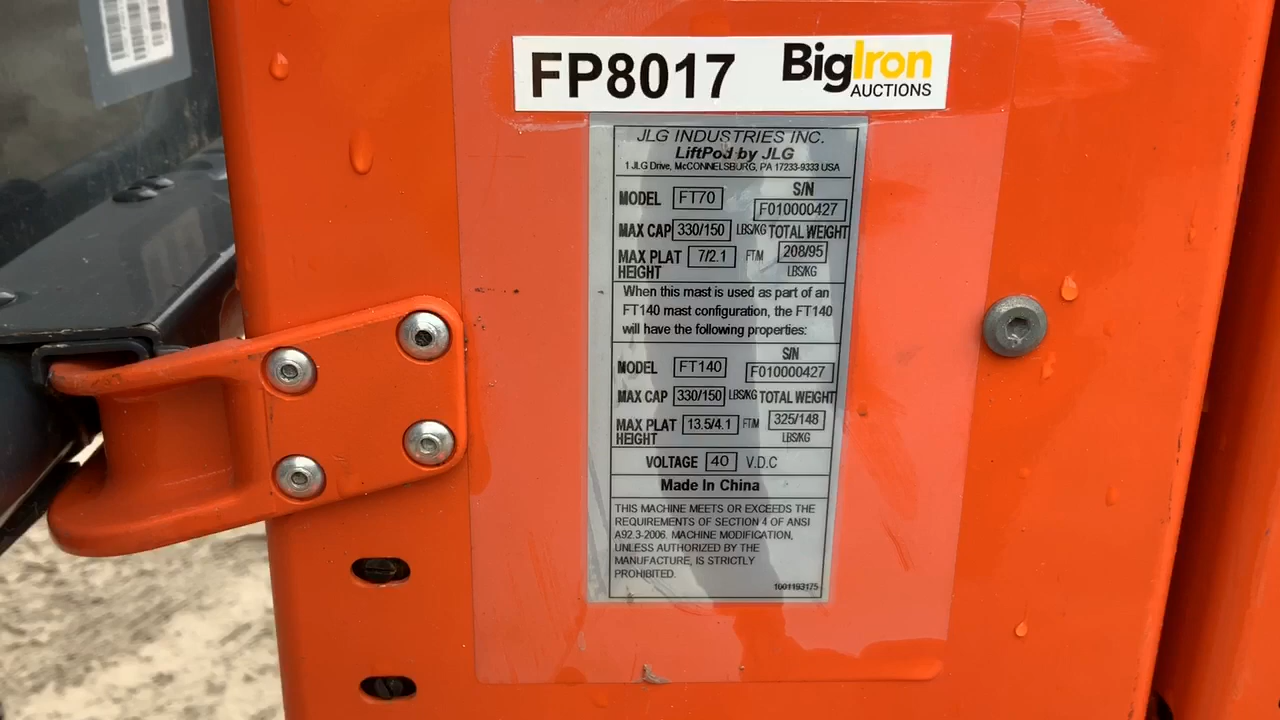 FP8017
BigIron
AUCTIONS
JLG INDUSTRIES INC.
LiftPod by JLG
1 JLG Drive, McCONNELSBURG, PA 17233-9333 USA
MODEL FT70 S/N
F010000427
MAX CAP 330/150 LBS/KG TOTAL WEIGHT
MAX PLAT HEIGHT 7/2.1 FT/M 208/95
LBS/KG
When this mast is used as part of an
FT140 mast configuration, the FT140
will have the following properties:
MODEL FT140 S/N
F010000427
MAX CAP 330/150 LBS/KG TOTAL WEIGHT
MAX PLAT HEIGHT 13.5/4.1 FT/M 325/148
LBS/KG
VOLTAGE 40 V.D.C
Made In China
THIS MACHINE MEETS OR EXCEEDS THE
REQUIREMENTS OF SECTION 4 OF ANSI
A92.3-2006. MACHINE MODIFICATION,
UNLESS AUTHORIZED BY THE
MANUFACTURE, IS STRICTLY
PROHIBITED.
1001193175